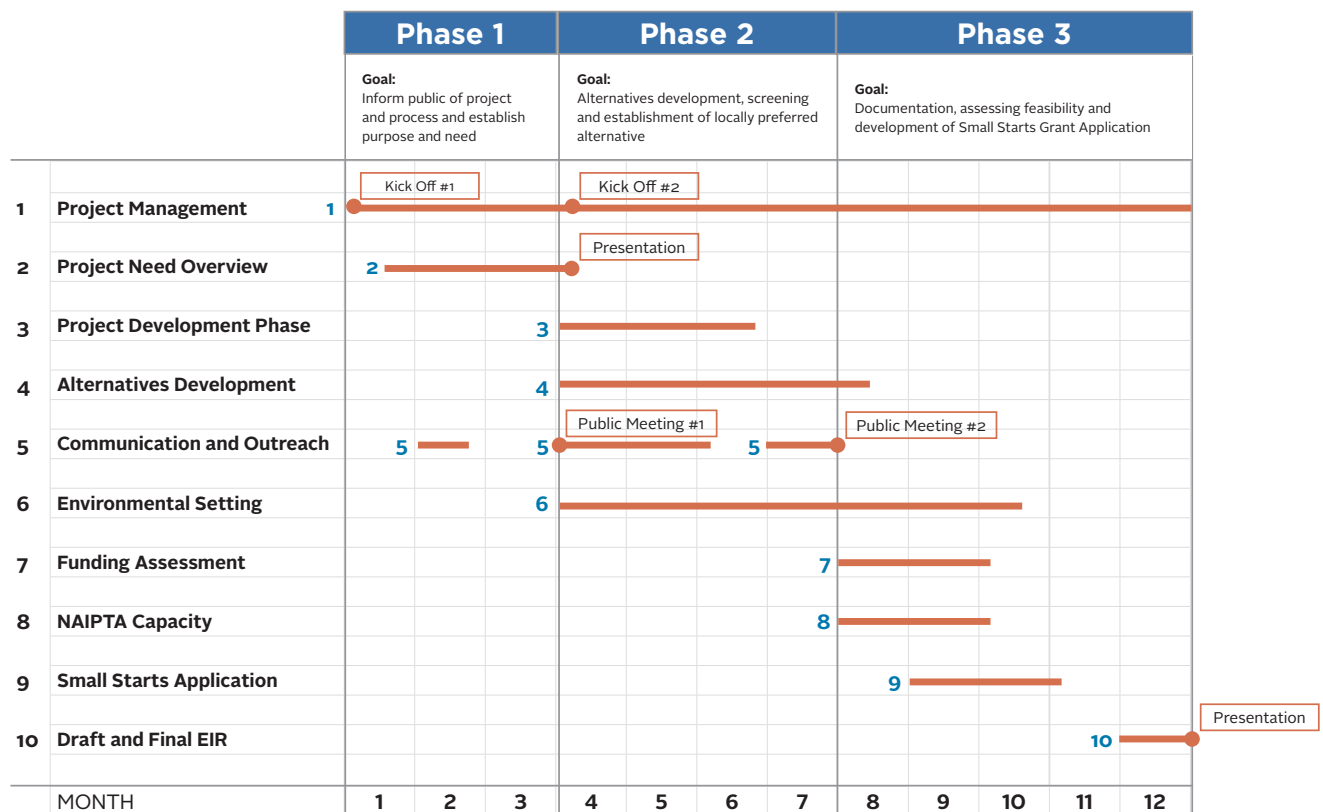 Phase 1
Phase 2
Phase 3
Goal:
Inform public of project
and process and establish
purpose and need
Goal:
Alternatives development, screening
and establishment of locally preferred
alternative
Goal:
Documentation, assessing feasibility and
development of Small Starts Grant Application
Kick Off #1
Kick Off #2
1 Project Management 1
Presentation
2 Project Need Overview 2
3 Project Development Phase 3
4 Alternatives Development 4
Public Meeting #1
Public Meeting #2
5 Communication and Outreach 5 5 5
6 Environmental Setting 6
7 Funding Assessment 7
8 NAIPTA Capacity 8
9 Small Starts Application 9
Presentation
10 Draft and Final EIR 10
MONTH 1 2 3 4 5 6 7 8 9 10 11 12